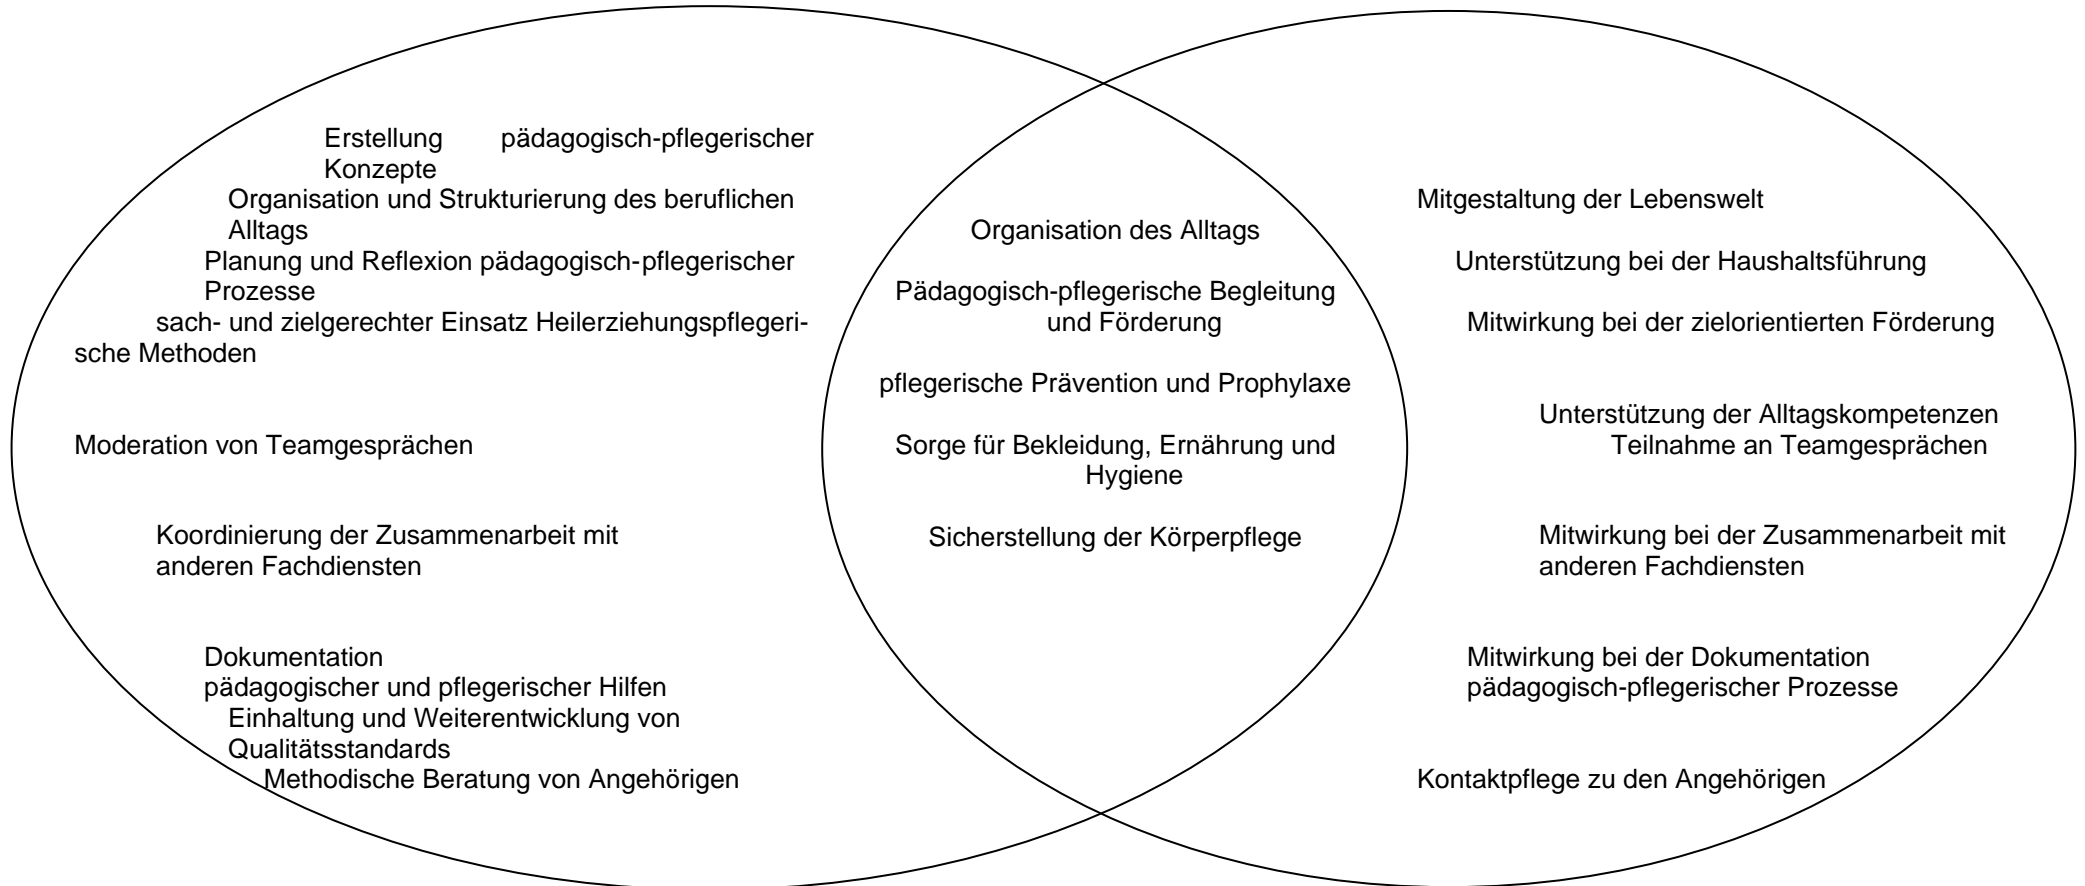 Erstellung pädagogisch-pflegerischer
Konzepte
Organisation und Strukturierung des beruflichen
Alltags
Planung und Reflexion pädagogisch-pflegerischer
Prozesse
sach- und zielgerechter Einsatz Heilerziehungspflegeri-
sche Methoden
Moderation von Teamgesprächen
Koordinierung der Zusammenarbeit mit
anderen Fachdiensten
Dokumentation
pädagogischer und pflegerischer Hilfen
Einhaltung und Weiterentwicklung von
Qualitätsstandards
Methodische Beratung von Angehörigen
Organisation des Alltags
Pädagogisch-pflegerische Begleitung
und Förderung
pflegerische Prävention und Prophylaxe
Sorge für Bekleidung, Ernährung und
Hygiene
Sicherstellung der Körperpflege
Mitgestaltung der Lebenswelt
Unterstützung bei der Haushaltsführung
Mitwirkung bei der zielorientierten Förderung
Unterstützung der Alltagskompetenzen
Teilnahme an Teamgesprächen
Mitwirkung bei der Zusammenarbeit mit
anderen Fachdiensten
Mitwirkung bei der Dokumentation
pädagogisch-pflegerischer Prozesse
Kontaktpflege zu den Angehörigen